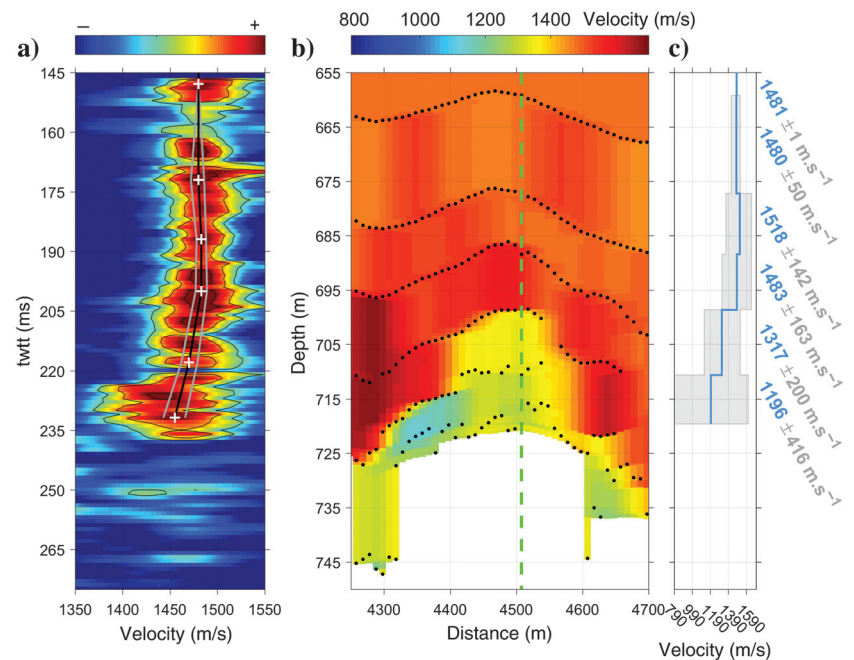 − +
800 1000 1200 1400 Velocity (m/s)
a) b) c)
twtt (ms)
145
160
175
190
205
220
235
250
265
1350 1400 1450 1500 1550
Velocity (m/s)
Depth (m)
655
665
675
685
695
705
715
725
735
745
4300 4400 4500 4600 4700
Distance (m)
1481 ±1 m.s−1
1480 ±50 m.s−1
1518 ±142 m.s−1
1483 ±163 m.s−1
1317 ±200 m.s−1
1196 ±416 m.s−1
790 990 1190 1390 1590
Velocity (m/s)